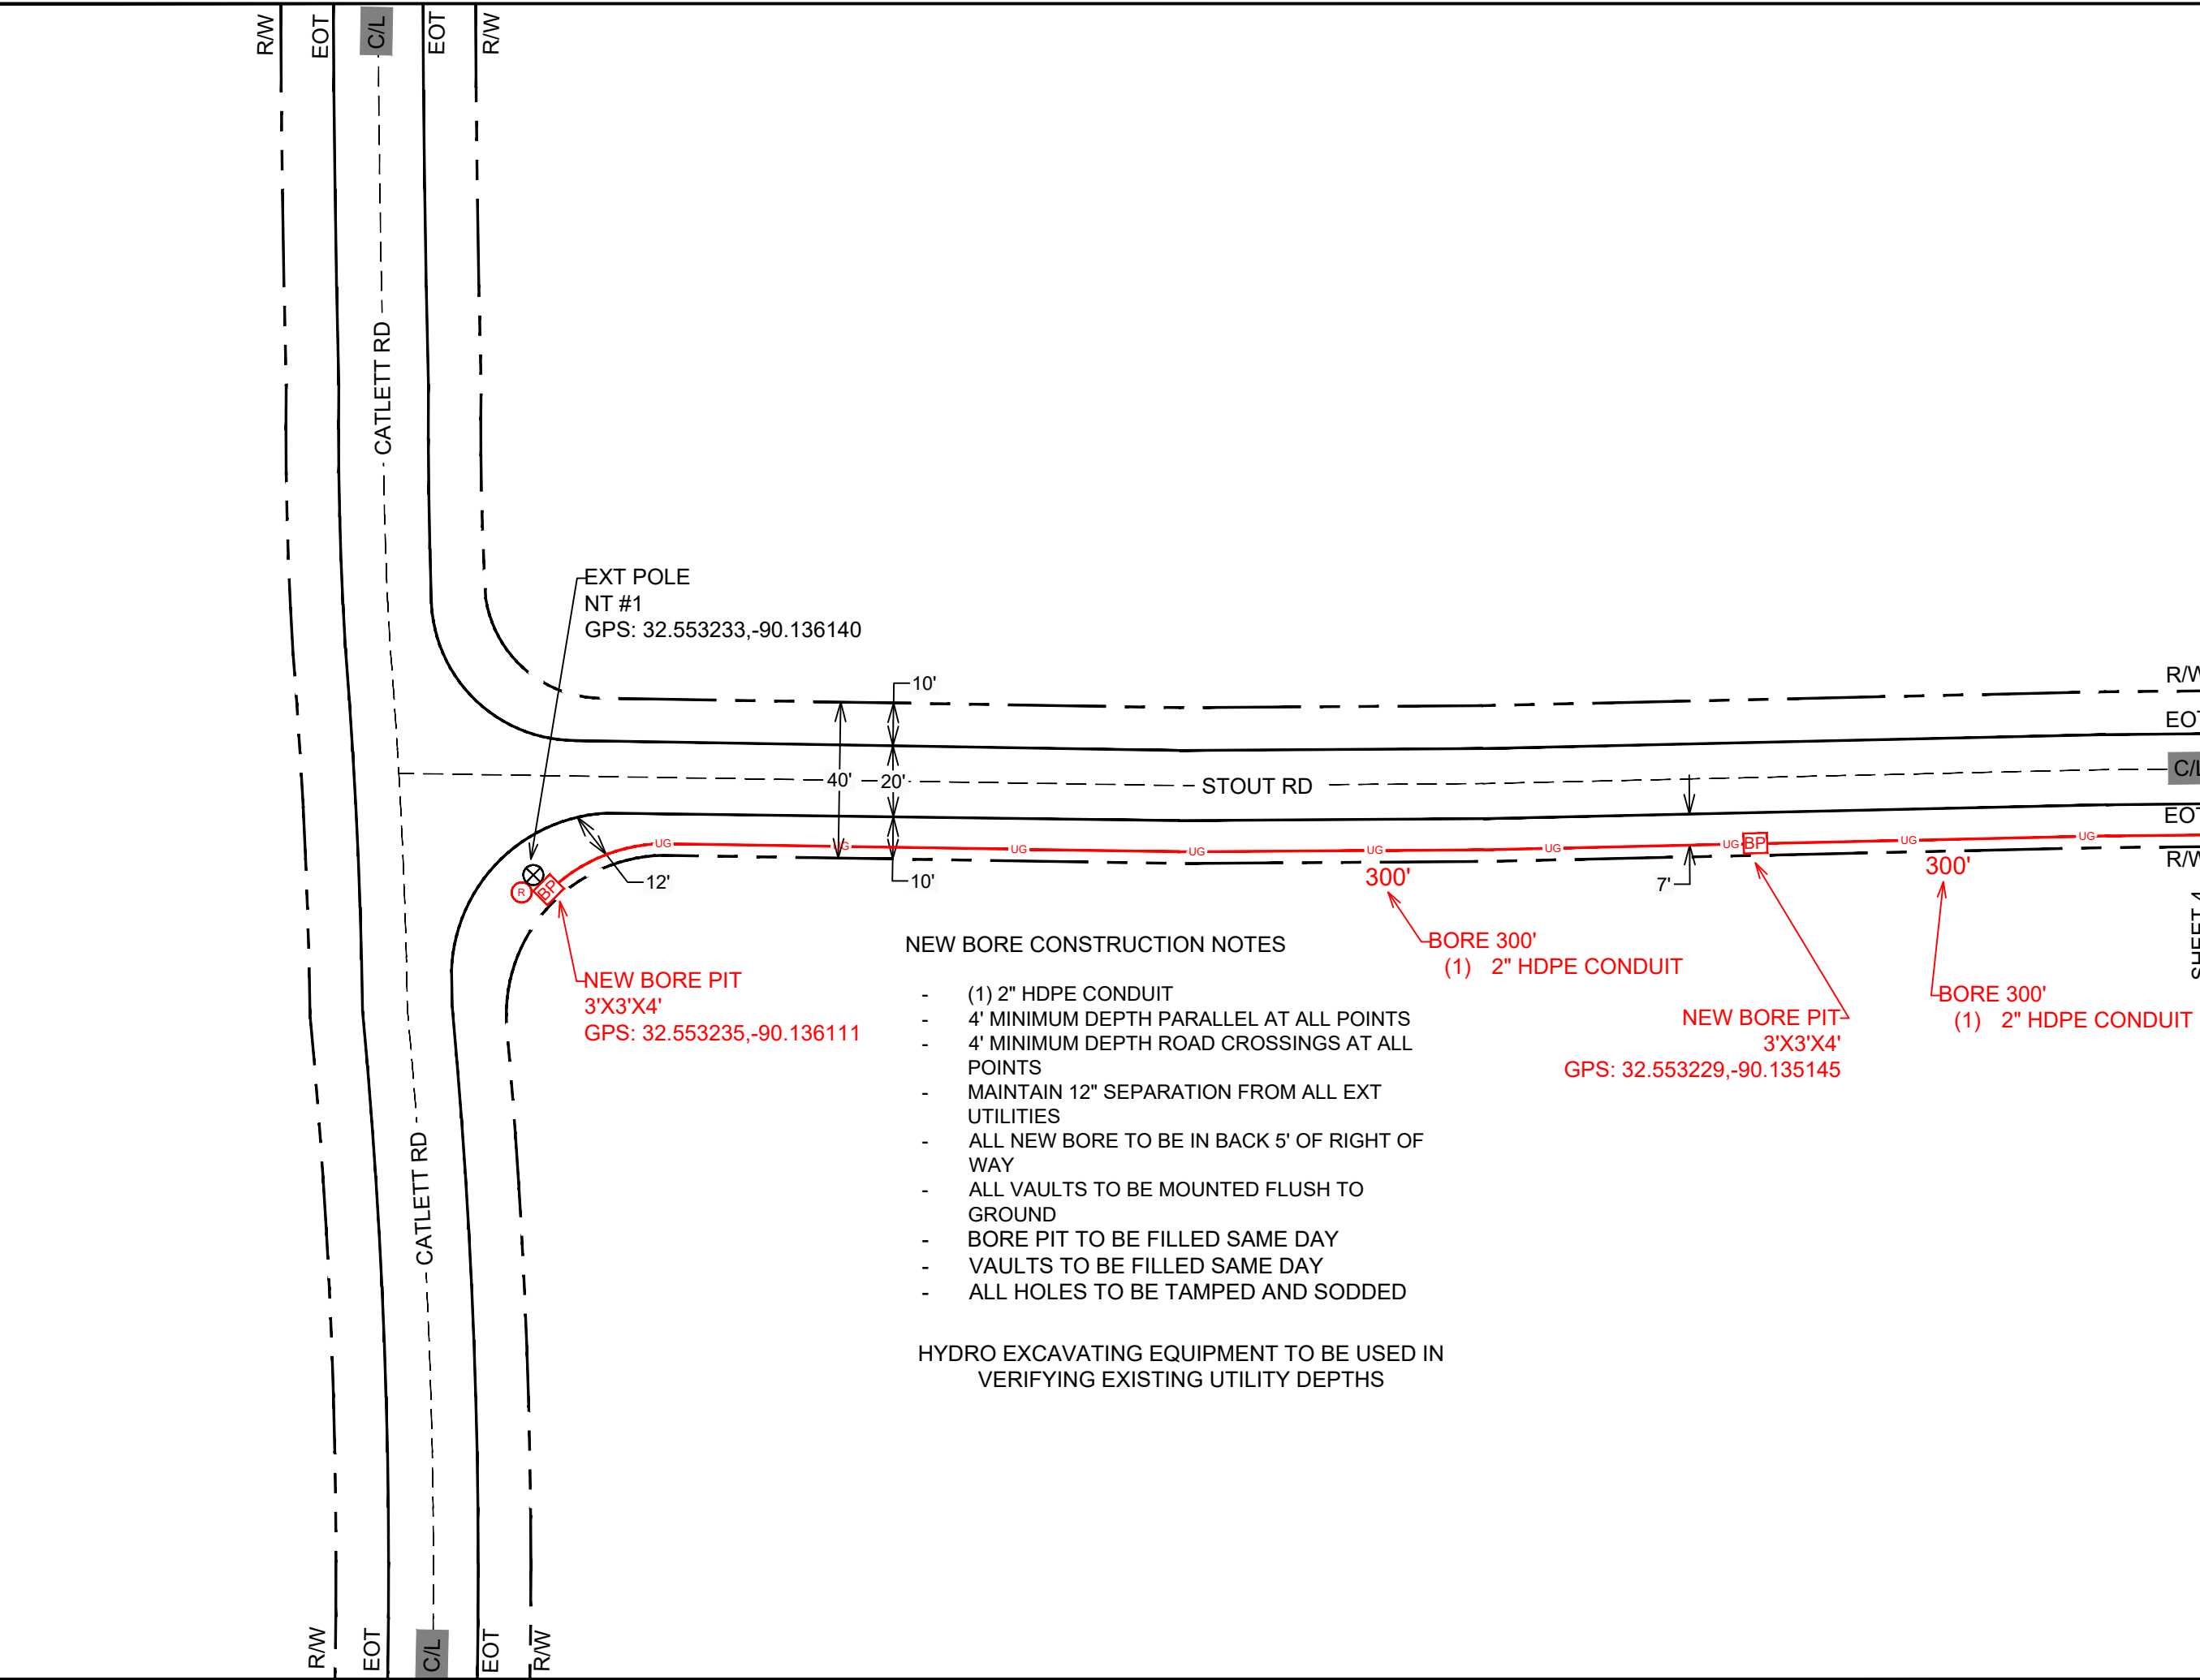 R/W
EOT
C/L
EOT
R/W
CATLETT RD
EXT POLE
NT #1
GPS: 32.553233,-90.136140
10'
R/W
EOT
C/L
EOT
R/W
40'
20'
STOUT RD
UG
UG
UG
UG
UG
UG
UG
BP
UG
UG
R
BP
12'
10'
7'
300'
300'
SHEET 4
NEW BORE PIT
3'X3'X4'
GPS: 32.553235,-90.136111
NEW BORE CONSTRUCTION NOTES
- (1) 2" HDPE CONDUIT
- 4' MINIMUM DEPTH PARALLEL AT ALL POINTS
- 4' MINIMUM DEPTH ROAD CROSSINGS AT ALL
POINTS
- MAINTAIN 12" SEPARATION FROM ALL EXT
UTILITIES
- ALL NEW BORE TO BE IN BACK 5' OF RIGHT OF
WAY
- ALL VAULTS TO BE MOUNTED FLUSH TO
GROUND
- BORE PIT TO BE FILLED SAME DAY
- VAULTS TO BE FILLED SAME DAY
- ALL HOLES TO BE TAMPED AND SODDED
HYDRO EXCAVATING EQUIPMENT TO BE USED IN
VERIFYING EXISTING UTILITY DEPTHS
BORE 300'
(1) 2" HDPE CONDUIT
NEW BORE PIT
3'X3'X4'
GPS: 32.553229,-90.135145
BORE 300'
(1) 2" HDPE CONDUIT
CATLETT RD
R/W
EOT
C/L
EOT
R/W